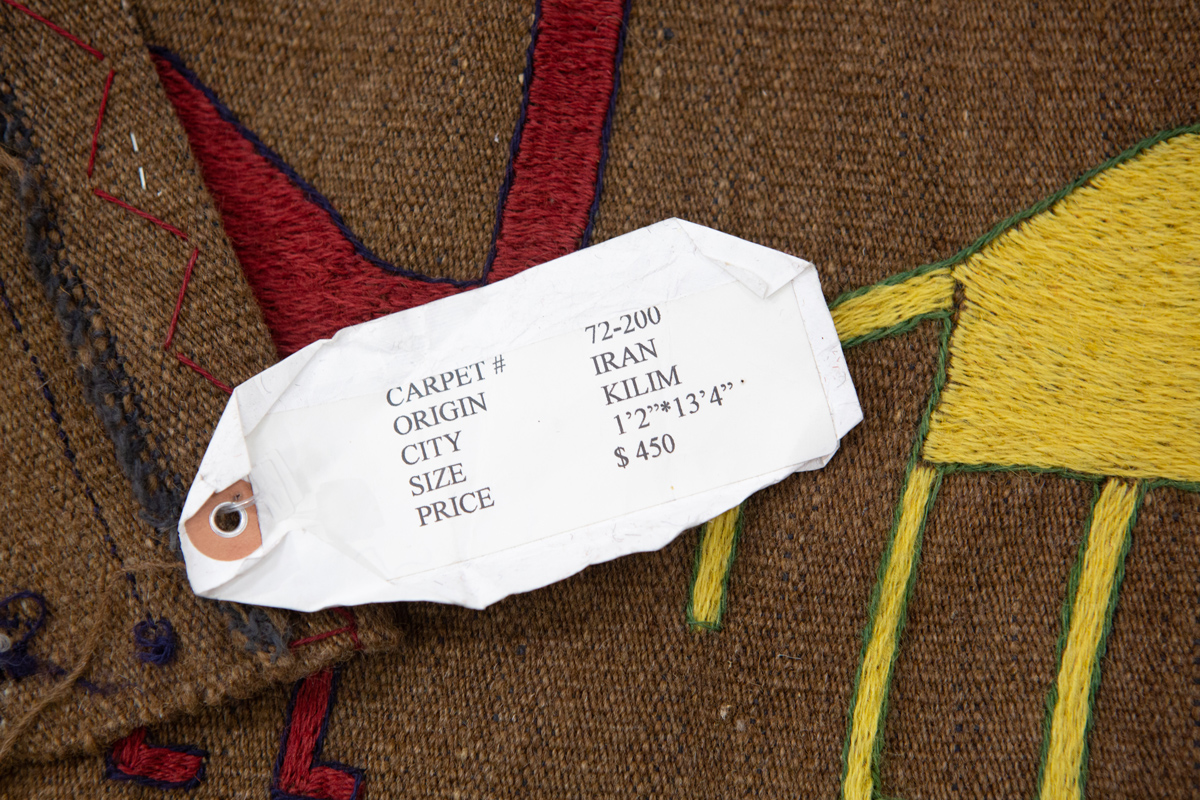 CARPET # 72-200
ORIGIN IRAN
CITY KILIM
SIZE 1’2”*13’4”
PRICE $ 450